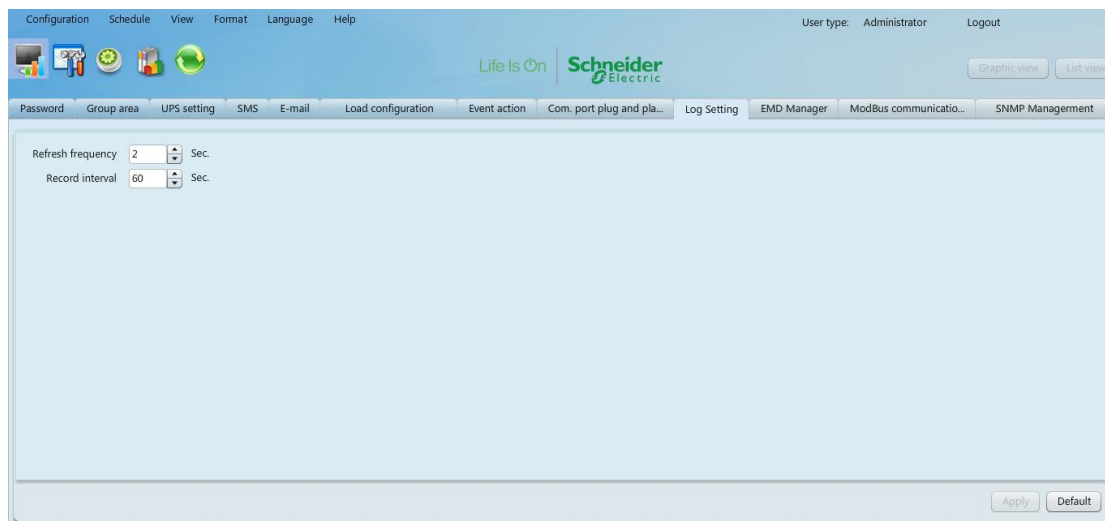 Configuration Schedule View Format Language Help User type: Administrator Logout
Life Is On Schneider Electric Graphic view List view
Password Group area UPS setting SMS E-mail Load configuration Event action Com. port plug and pla... Log Setting EMD Manager ModBus communicatio... SNMP Managerment
Refresh frequency 2 Sec.
Record interval 60 Sec.
Apply Default